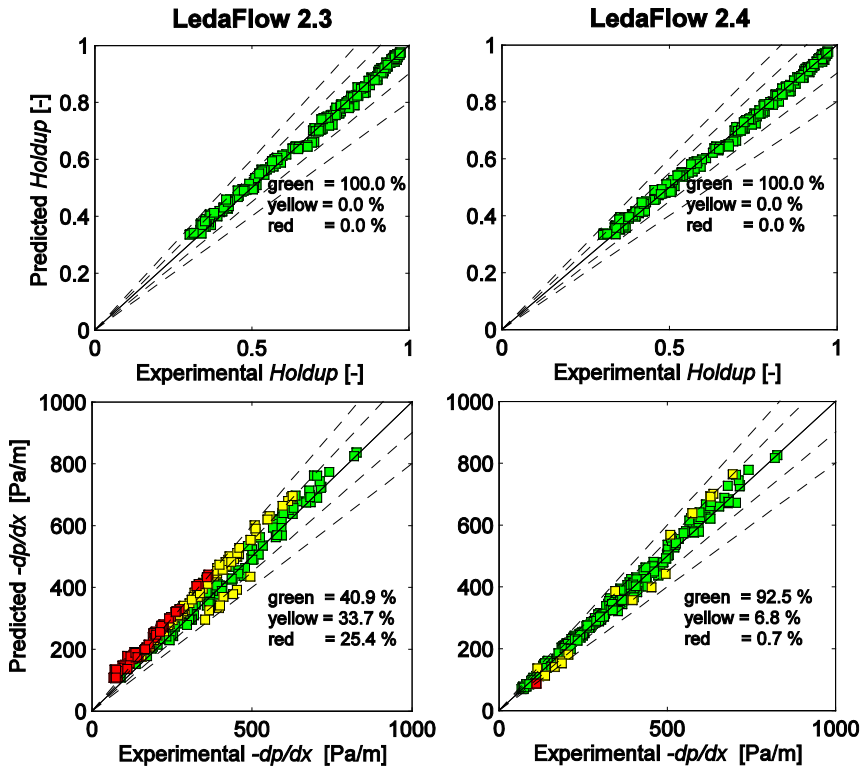 LedaFlow 2.3
LedaFlow 2.4
1
0.8
0.6
0.4
0.2
0
0 0.5 1
Predicted Holdup [-]
Experimental Holdup [-]
green = 100.0 %
yellow = 0.0 %
red = 0.0 %
1
0.8
0.6
0.4
0.2
0
0 0.5 1
Experimental Holdup [-]
green = 100.0 %
yellow = 0.0 %
red = 0.0 %
1000
800
600
400
200
0
0 500 1000
Predicted -dp/dx [Pa/m]
Experimental -dp/dx [Pa/m]
green = 40.9 %
yellow = 33.7 %
red = 25.4 %
1000
800
600
400
200
0
0 500 1000
Experimental -dp/dx [Pa/m]
green = 92.5 %
yellow = 6.8 %
red = 0.7 %